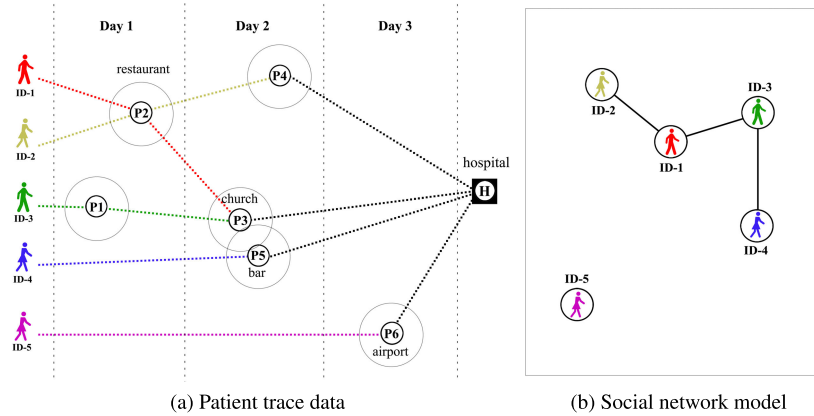 Day 1 Day 2 Day 3
restaurant
ID-1
P2
P4
ID-2
hospital
H
church
ID-3
P1
P3
ID-4
P5
bar
ID-5
P6
airport
(a) Patient trace data
ID-2
ID-3
ID-1
ID-4
ID-5
(b) Social network model